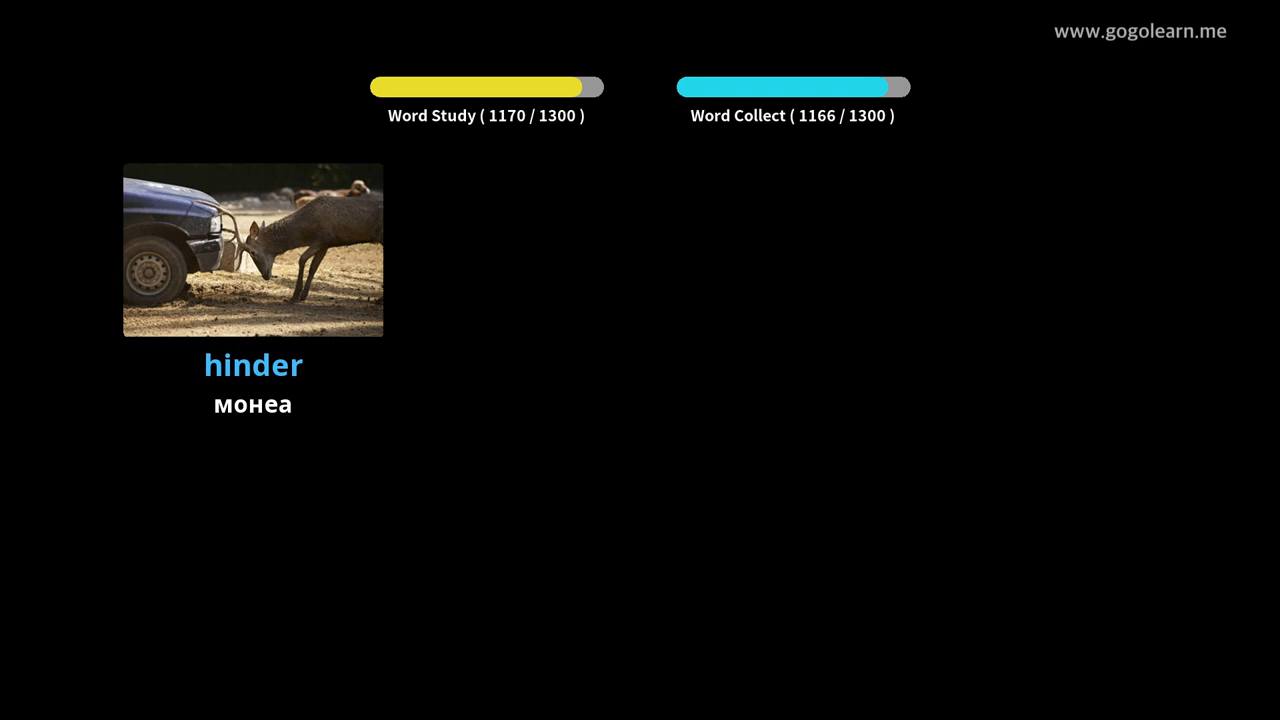 www.gogolearn.me
Word Study ( 1170 / 1300 )
Word Collect ( 1166 / 1300 )
hinder
монеа